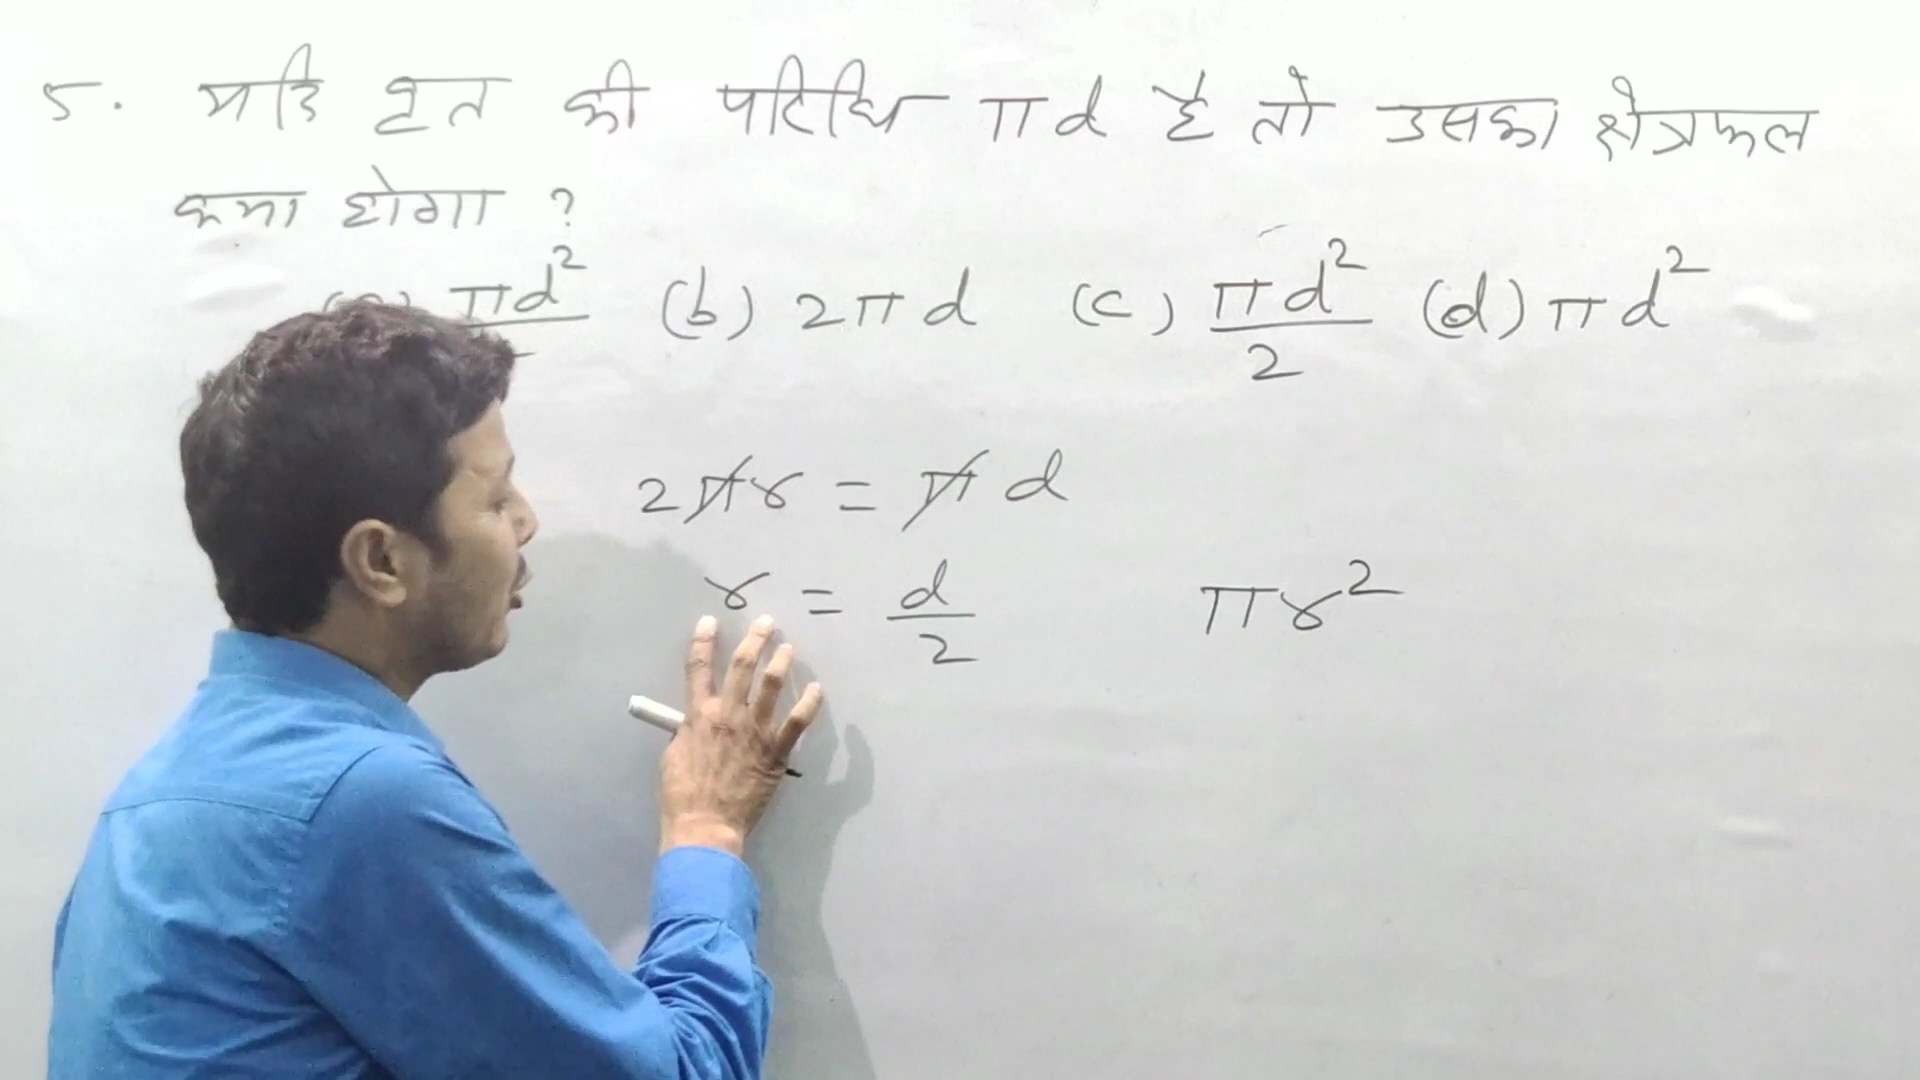 5. यदि वृत की परिधि πd है तो उसका क्षेत्रफल
क्या होगा ?
πd² (b) 2πd (c) πd²/2 (d) πd²
2πr = πd
r = d/2 πr²